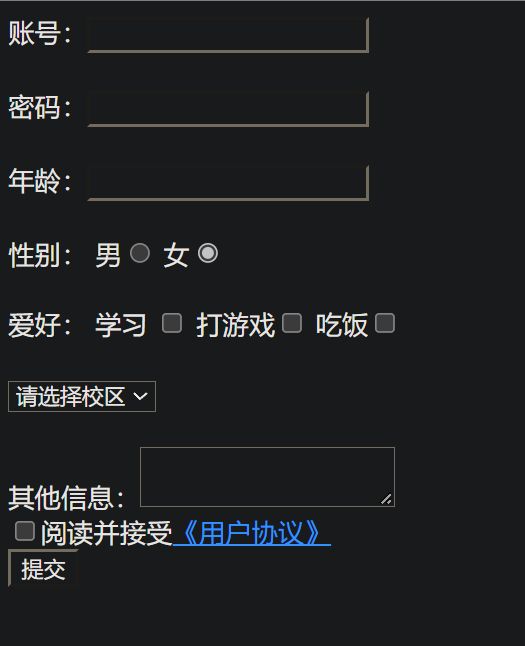 账号：
密码：
年龄：
性别： 男 女
爱好： 学习 打游戏 吃饭
请选择校区
其他信息：
阅读并接受《用户协议》
提交